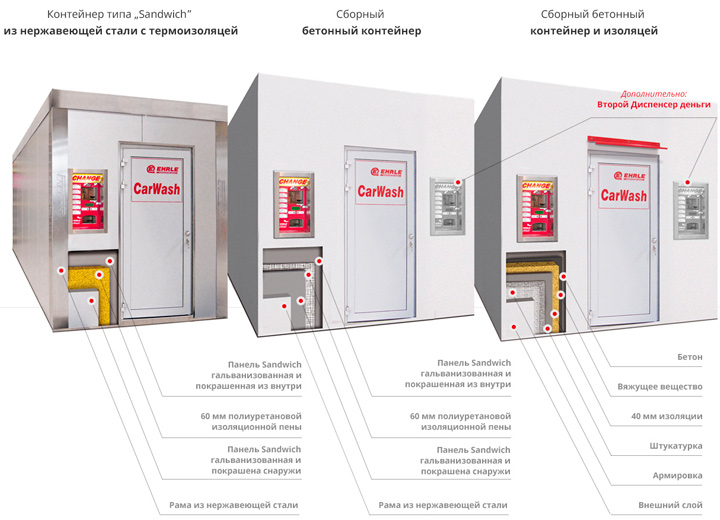 Контейнер типа „Sandwich”
из нержавеющей стали с термоизоляцей
Сборный
бетонный контейнер
Сборный бетонный
контейнер и изоляцей
Дополнительно:
Второй Диспенсер деньги
CHANGE
EHRLE
CarWash
CHANGE
EHRLE
CarWash
CHANGE
EHRLE
CarWash
Панель Sandwich
гальванизованная и
покрашенная из внутри
60 мм полиуретановой
изоляционной пены
Панель Sandwich
гальванизованная и
покрашена снаружи
Рама из нержавеющей стали
Панель Sandwich
гальванизованная и
покрашенная из внутри
60 мм полиуретановой
изоляционной пены
Панель Sandwich
гальванизованная и
покрашена снаружи
Рама из нержавеющей стали
Бетон
Вяжущее вещество
40 мм изоляции
Штукатурка
Армировка
Внешний слой